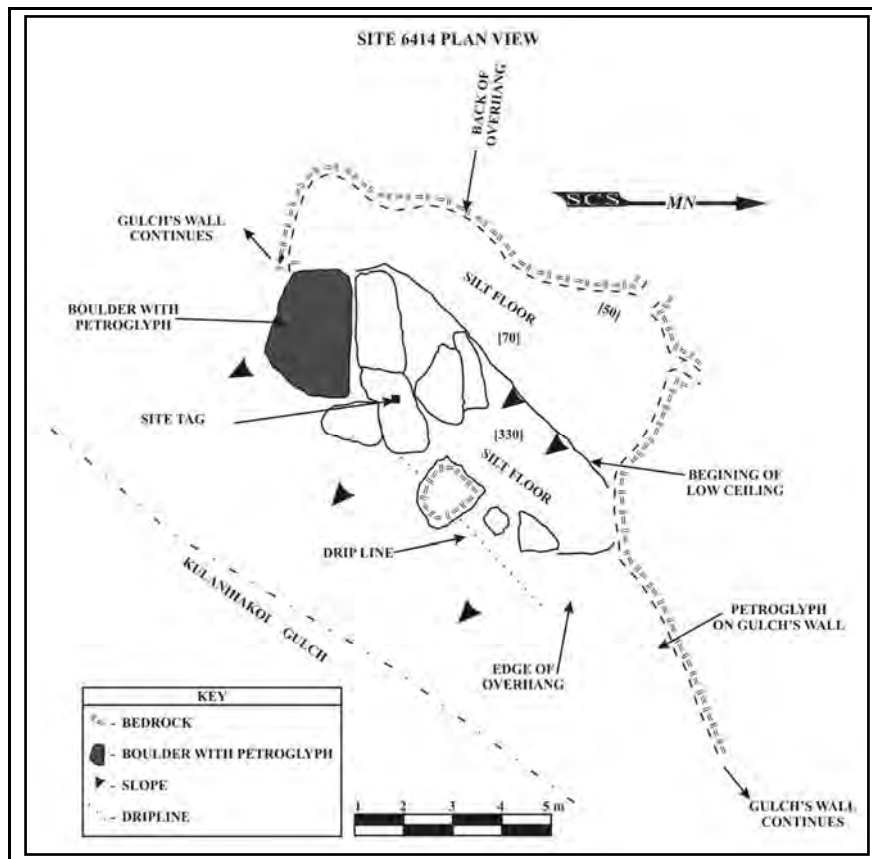 SITE 6414 PLAN VIEW
BACK OF
OVERHANG
SCS
MN
GULCH'S WALL
CONTINUES
SILT FLOOR
[50]
BOULDER WITH
PETROGLYPH
[70]
SITE TAG
[330]
SILT FLOOR
BEGINING OF
LOW CEILING
DRIP LINE
KULANIHAKOI GULCH
PETROGLYPH
ON GULCH'S WALL
EDGE OF
OVERHANG
KEY
- BEDROCK
- BOULDER WITH PETROGLYPH
- SLOPE
- DRIPLINE
1 2 3 4 5 m
GULCH'S WALL
CONTINUES